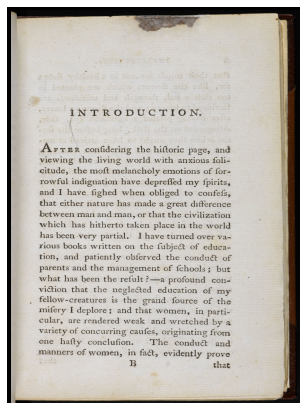 INTRODUCTION.
AFTER conſidering the hiſtoric page, and
viewing the living world with anxious ſoli-
citude, the moſt melancholy emotions of ſor-
rowful indignation have depreſſed my ſpirits,
and I have ſighed when obliged to confeſs,
that either nature has made a great difference
between man and man, or that the civilization
which has hitherto taken place in the world
has been very partial. I have turned over va-
rious books written on the ſubject of educa-
tion, and patiently obſerved the conduct of
parents and the management of ſchools; but
what has been the reſult?—a profound con-
viction that the neglected education of my
fellow-creatures is the grand ſource of the
miſery I deplore; and that women, in parti-
cular, are rendered weak and wretched by a
variety of concurring cauſes, originating from
one haſty concluſion. The conduct and
manners of women, in fact, evidently prove
B that